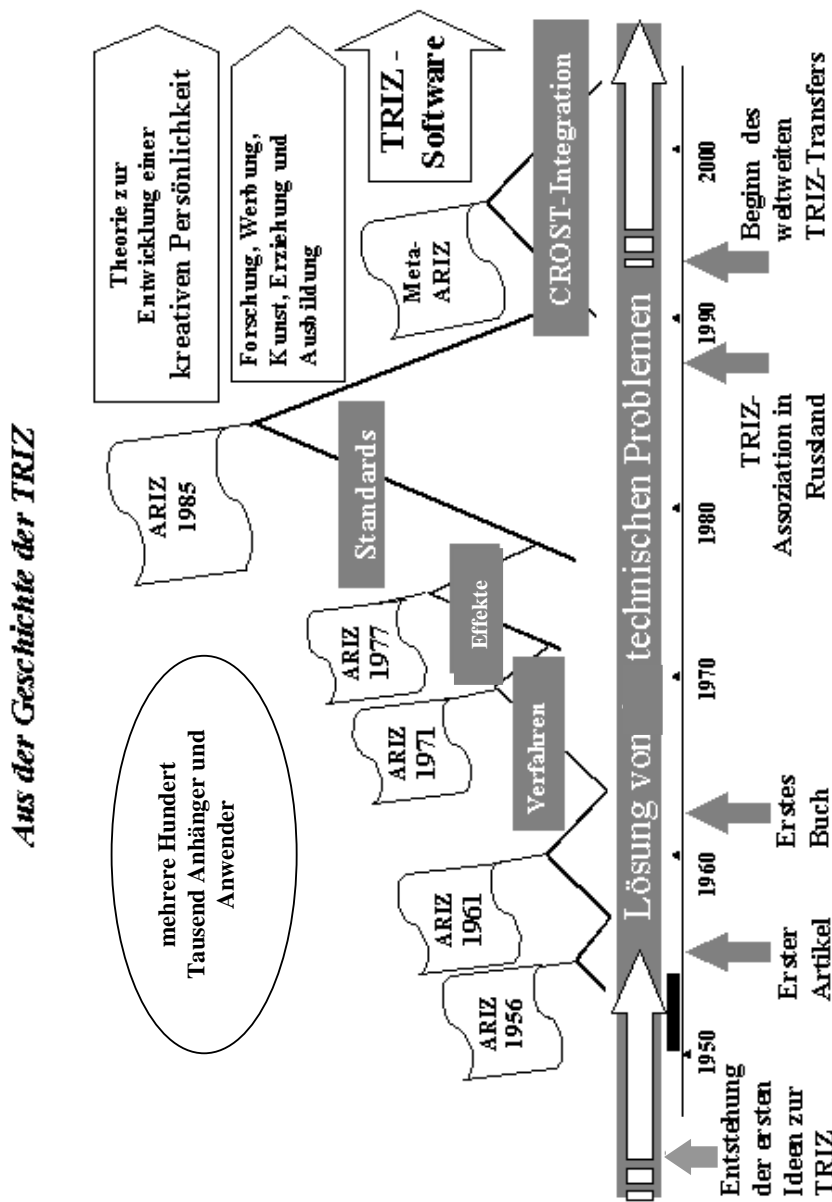 Aus der Geschichte der TRIZ
mehrere Hundert
Tausend Anhänger und
Anwender
Theorie zur
Entwicklung einer
kreativen Persönlichkeit
Forschung, Werbung,
Kunst, Erziehung und
Ausbildung
TRIZ -
Software
ARIZ
1956
ARIZ
1961
ARIZ
1971
ARIZ
1977
ARIZ
1985
Meta-
ARIZ
Verfahren
Effekte
Standards
CROST-Integration
Lösung von technischen Problemen
1950
1960
1970
1980
1990
2000
Entstehung
der ersten
Ideen zur
TRIZ
Erster
Artikel
Erstes
Buch
TRIZ-
Assoziation in
Russland
Beginn des
weltweiten
TRIZ-Transfers